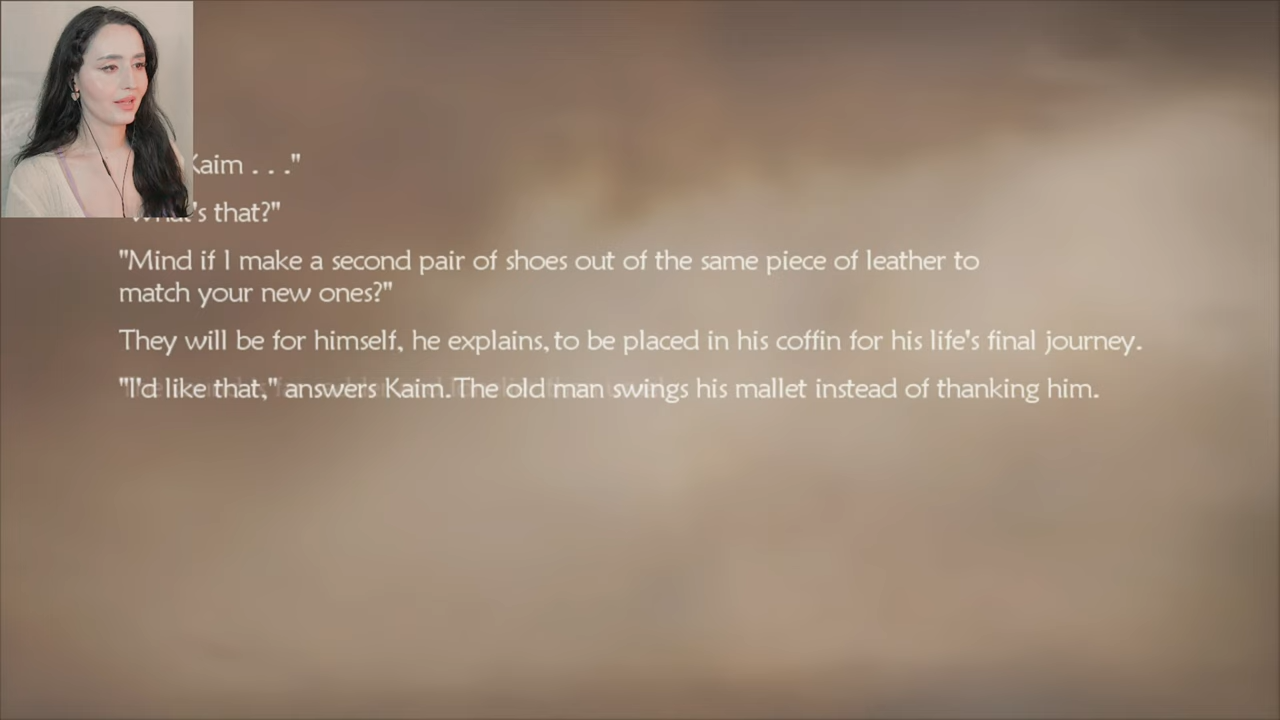 Kaim . . ."
"What's that?"
"Mind if I make a second pair of shoes out of the same piece of leather to
match your new ones?"
They will be for himself, he explains, to be placed in his coffin for his life's final journey.
"I'd like that," answers Kaim. The old man swings his mallet instead of thanking him.